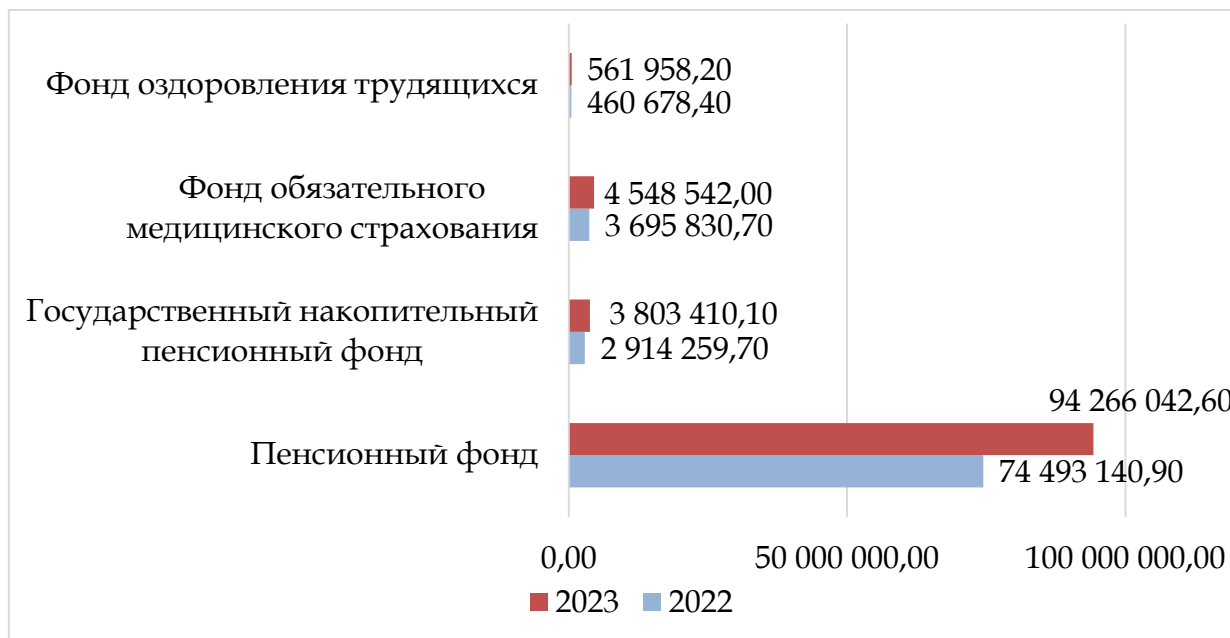 Фонд оздоровления трудящихся
561 958,20
460 678,40
Фонд обязательного
медицинского страхования
4 548 542,00
3 695 830,70
Государственный накопительный
пенсионный фонд
3 803 410,10
2 914 259,70
Пенсионный фонд
94 266 042,60
74 493 140,90
0,00 50 000 000,00 100 000 000,00
2023 2022